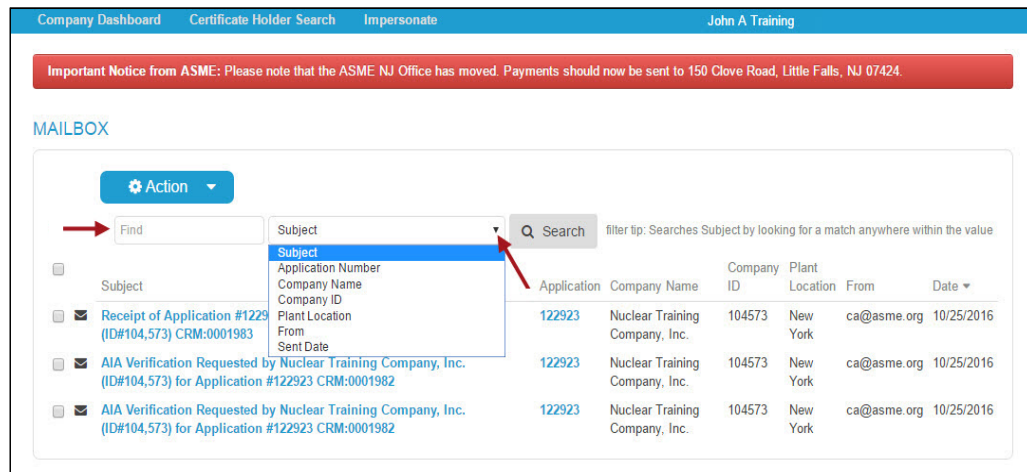 Company Dashboard Certificate Holder Search Impersonate John A Training
Important Notice from ASME: Please note that the ASME NJ Office has moved. Payments should now be sent to 150 Clove Road, Little Falls, NJ 07424.
MAILBOX
Action
Find Subject Search filter tip: Searches Subject by looking for a match anywhere within the value
Subject
Application Number
Company Name
Company ID
Plant Location
From
Sent Date
Subject Application Company Name Company ID Plant Location From Date
Receipt of Application #1229 122923 Nuclear Training 104573 New ca@asme.org 10/25/2016
(ID#104,573) CRM:0001983 Company, Inc. York
AIA Verification Requested by Nuclear Training Company, Inc. 122923 Nuclear Training 104573 New ca@asme.org 10/25/2016
(ID#104,573) for Application #122923 CRM:0001982 Company, Inc. York
AIA Verification Requested by Nuclear Training Company, Inc. 122923 Nuclear Training 104573 New ca@asme.org 10/25/2016
(ID#104,573) for Application #122923 CRM:0001982 Company, Inc. York